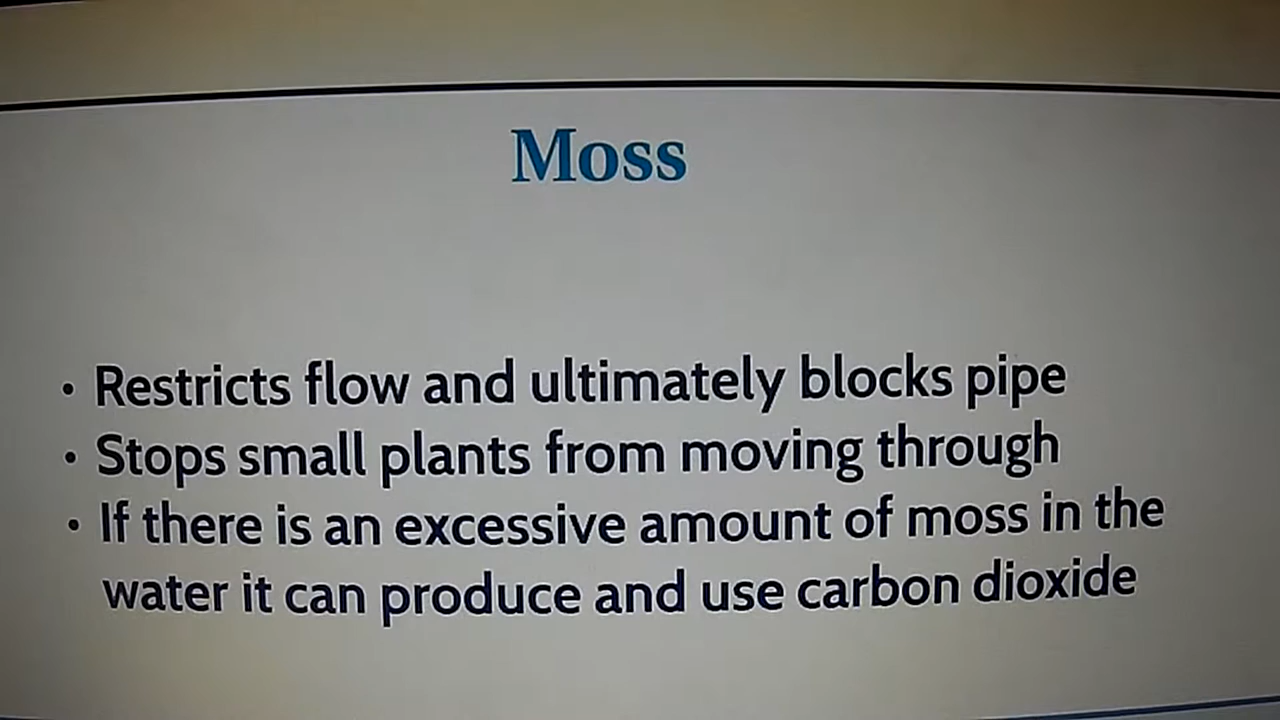 Moss
• Restricts flow and ultimately blocks pipe
• Stops small plants from moving through
• If there is an excessive amount of moss in the
water it can produce and use carbon dioxide